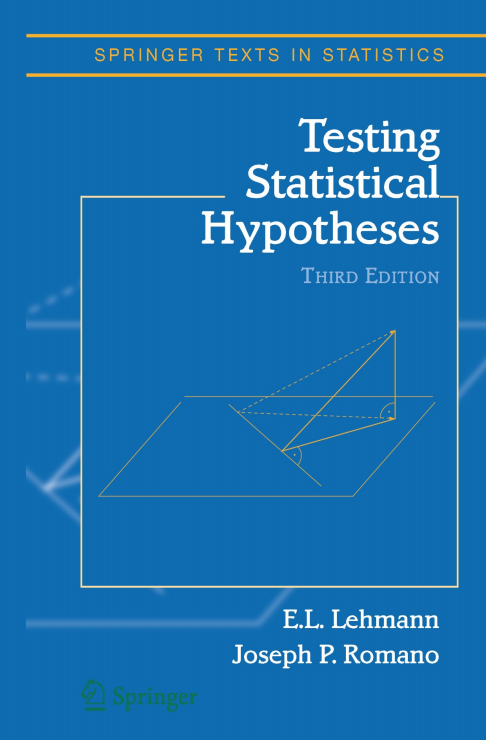 SPRINGER TEXTS IN STATISTICS
Testing
Statistical
Hypotheses
THIRD EDITION
E.L. Lehmann
Joseph P. Romano
Springer